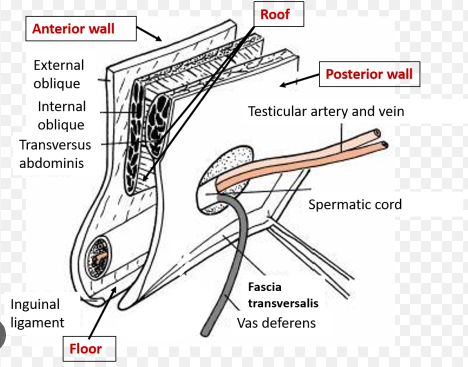 Roof
Anterior wall
External
oblique
Posterior wall
Internal
oblique
Testicular artery and vein
Transversus
abdominis
Spermatic cord
Fascia
transversalis
Inguinal
ligament
Vas deferens
Floor